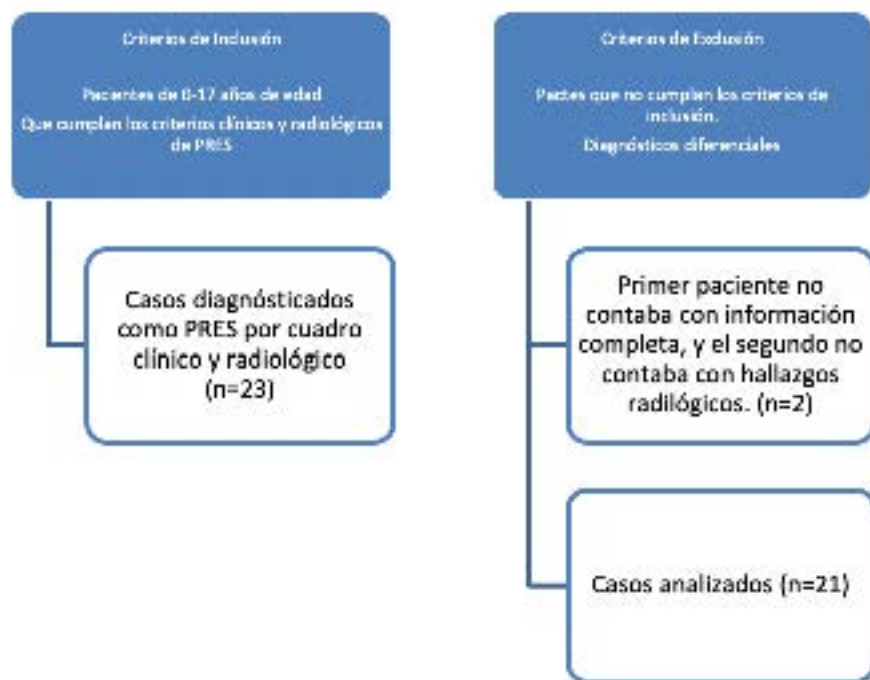 Criterios de Inclusión
Pacientes de 0-17 años de edad
Que cumplan los criterios clínicos y radiológicos
de PRES
Casos diagnósticados
como PRES por cuadro
clínico y radiológico
(n=23)
Criterios de Exclusión
Pactes que no cumplan los criterios de
inclusión.
Diagnósticos diferenciales
Primer paciente no
contaba con información
completa, y el segundo no
contaba con hallazgos
radilógicos. (n=2)
Casos analizados (n=21)